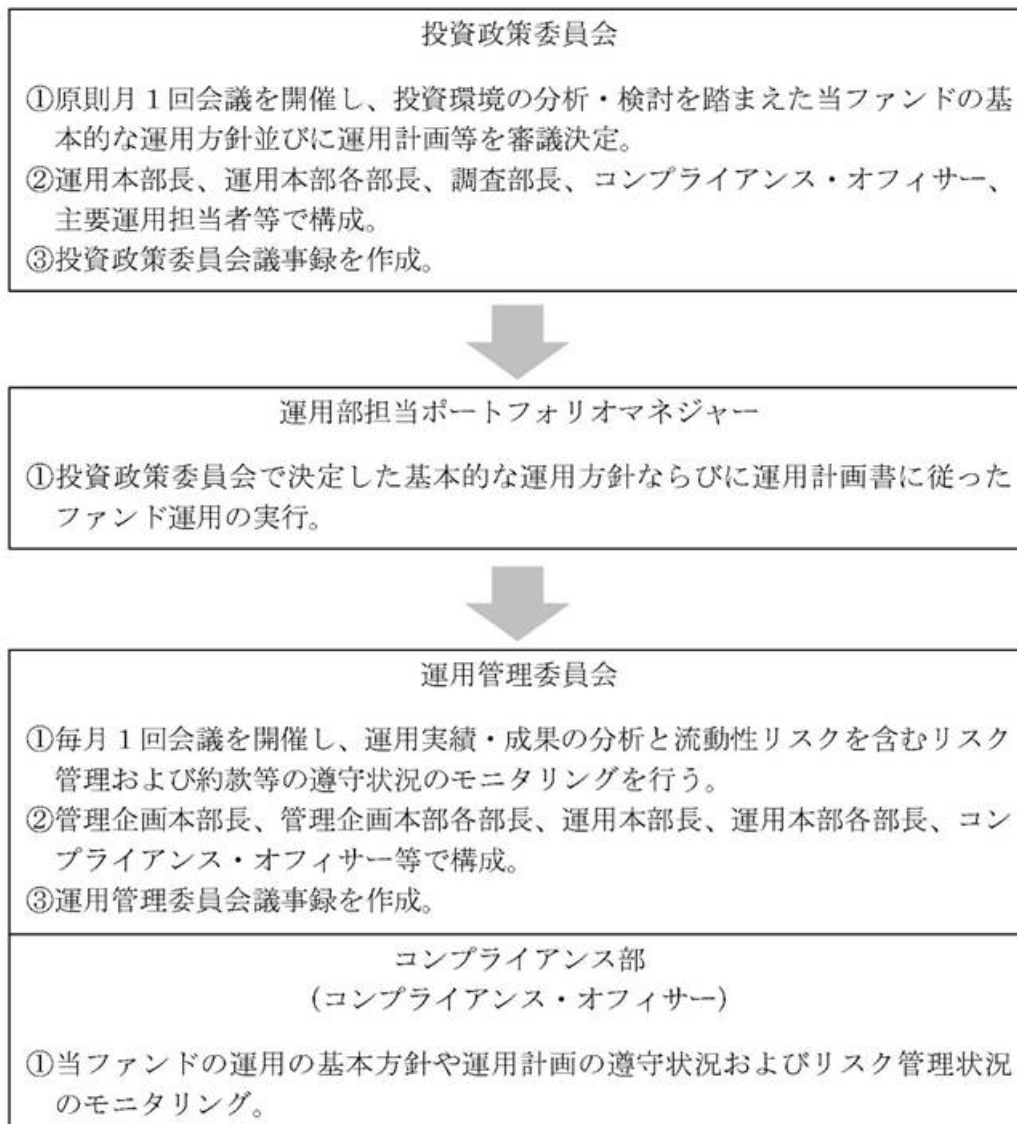 投資政策委員会
①原則月1回会議を開催し、投資環境の分析・検討を踏まえた当ファンドの基
本的な運用方針並びに運用計画等を審議決定。
②運用本部長、運用本部各部長、調査部長、コンプライアンス・オフィサー、
主要運用担当者等で構成。
③投資政策委員会議事録を作成。
運用部担当ポートフォリオマネジャー
①投資政策委員会で決定した基本的な運用方針ならびに運用計画書に従った
ファンド運用の実行。
運用管理委員会
①毎月1回会議を開催し、運用実績・成果の分析と流動性リスクを含むリスク
管理および約款等の遵守状況のモニタリングを行う。
②管理企画本部長、管理企画本部各部長、運用本部長、運用本部各部長、コン
プライアンス・オフィサー等で構成。
③運用管理委員会議事録を作成。
コンプライアンス部
(コンプライアンス・オフィサー)
①当ファンドの運用の基本方針や運用計画の遵守状況およびリスク管理状況
のモニタリング。